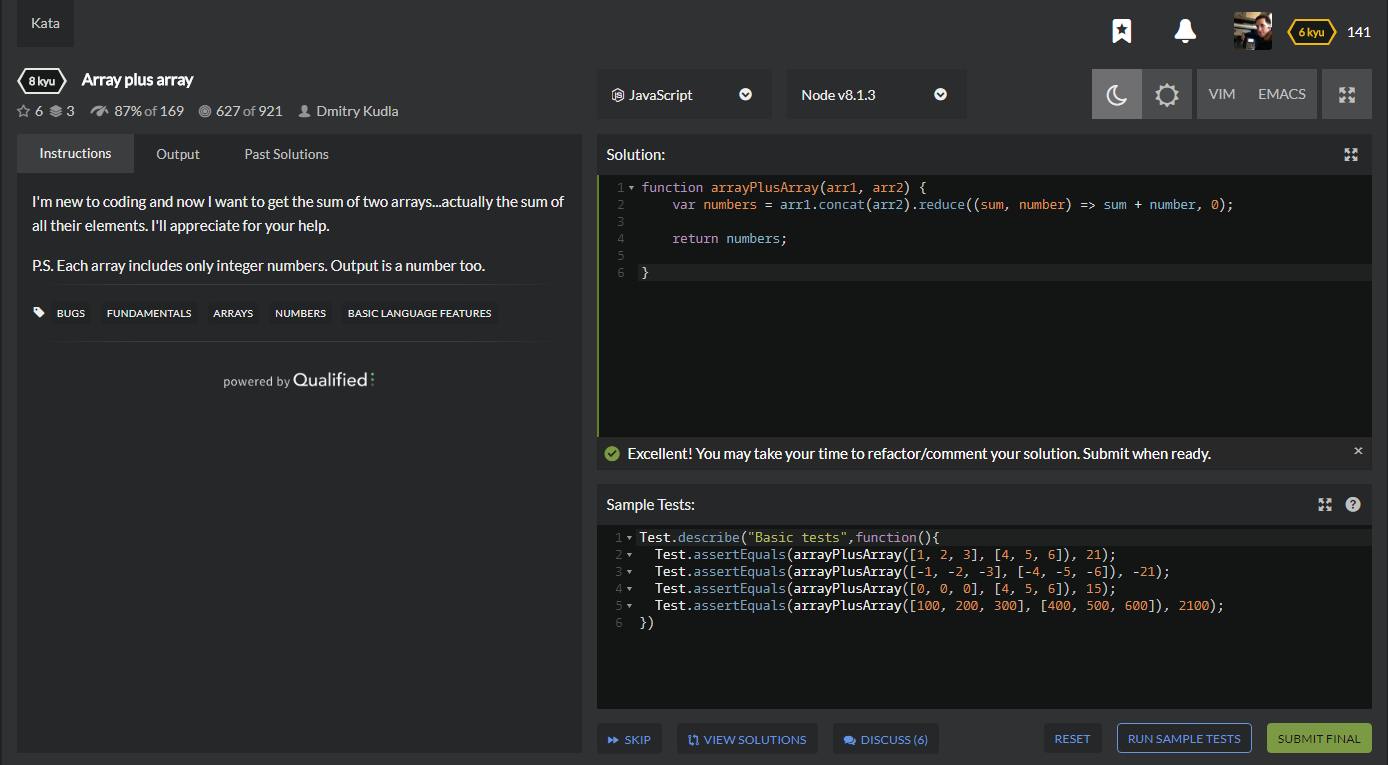 Kata
6 kyu 141
8 kyu Array plus array
6 3 87% of 169 627 of 921 Dmitry Kudla
JavaScript
Node v8.1.3
VIM EMACS
Instructions Output Past Solutions
I'm new to coding and now I want to get the sum of two arrays...actually the sum of
all their elements. I'll appreciate for your help.
P.S. Each array includes only integer numbers. Output is a number too.
BUGS FUNDAMENTALS ARRAYS NUMBERS BASIC LANGUAGE FEATURES
powered by Qualified
Solution:
1 function arrayPlusArray(arr1, arr2) {
2 var numbers = arr1.concat(arr2).reduce((sum, number) => sum + number, 0);
3
4 return numbers;
5
6 }
Excellent! You may take your time to refactor/comment your solution. Submit when ready. ×
Sample Tests: ?
1 Test.describe("Basic tests",function(){
2 Test.assertEquals(arrayPlusArray([1, 2, 3], [4, 5, 6]), 21);
3 Test.assertEquals(arrayPlusArray([-1, -2, -3], [-4, -5, -6]), -21);
4 Test.assertEquals(arrayPlusArray([0, 0, 0], [4, 5, 6]), 15);
5 Test.assertEquals(arrayPlusArray([100, 200, 300], [400, 500, 600]), 2100);
6 })
SKIP VIEW SOLUTIONS DISCUSS (6) RESET RUN SAMPLE TESTS SUBMIT FINAL